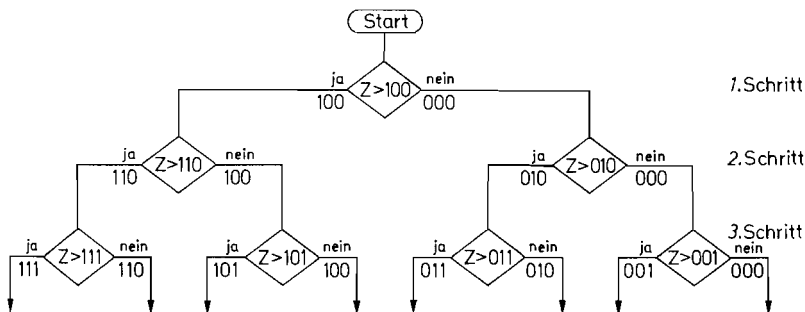 Start
ja nein
Z>100
100 000
1.Schritt
ja nein ja nein
Z>110 Z>010
110 100 010 000
2.Schritt
3.Schritt
ja nein ja nein ja nein ja nein
Z>111 Z>101 Z>011 Z>001
111 110 101 100 011 010 001 000